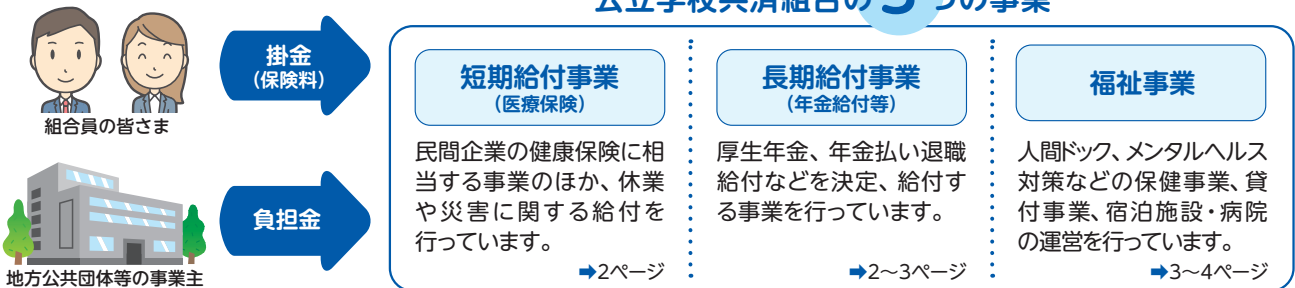 公立学校共済組合の3つの事業
掛金
（保険料）
組合員の皆さま
負担金
地方公共団体等の事業主
短期給付事業
（医療保険）
民間企業の健康保険に相
当する事業のほか、休業
や災害に関する給付を
行っています。
➡2ページ
長期給付事業
（年金給付等）
厚生年金、年金払い退職
給付などを決定、給付す
る事業を行っています。
➡2〜3ページ
福祉事業
人間ドック、メンタルヘルス
対策などの保健事業、貸
付事業、宿泊施設・病院
の運営を行っています。
➡3〜4ページ